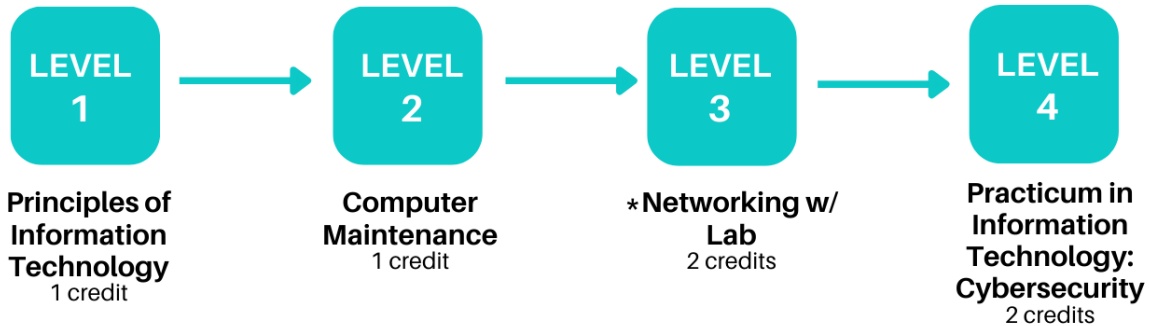 LEVEL
1
LEVEL
2
LEVEL
3
LEVEL
4
Principles of
Information
Technology
1 credit
Computer
Maintenance
1 credit
*Networking w/
Lab
2 credits
Practicum in
Information
Technology:
Cybersecurity
2 credits